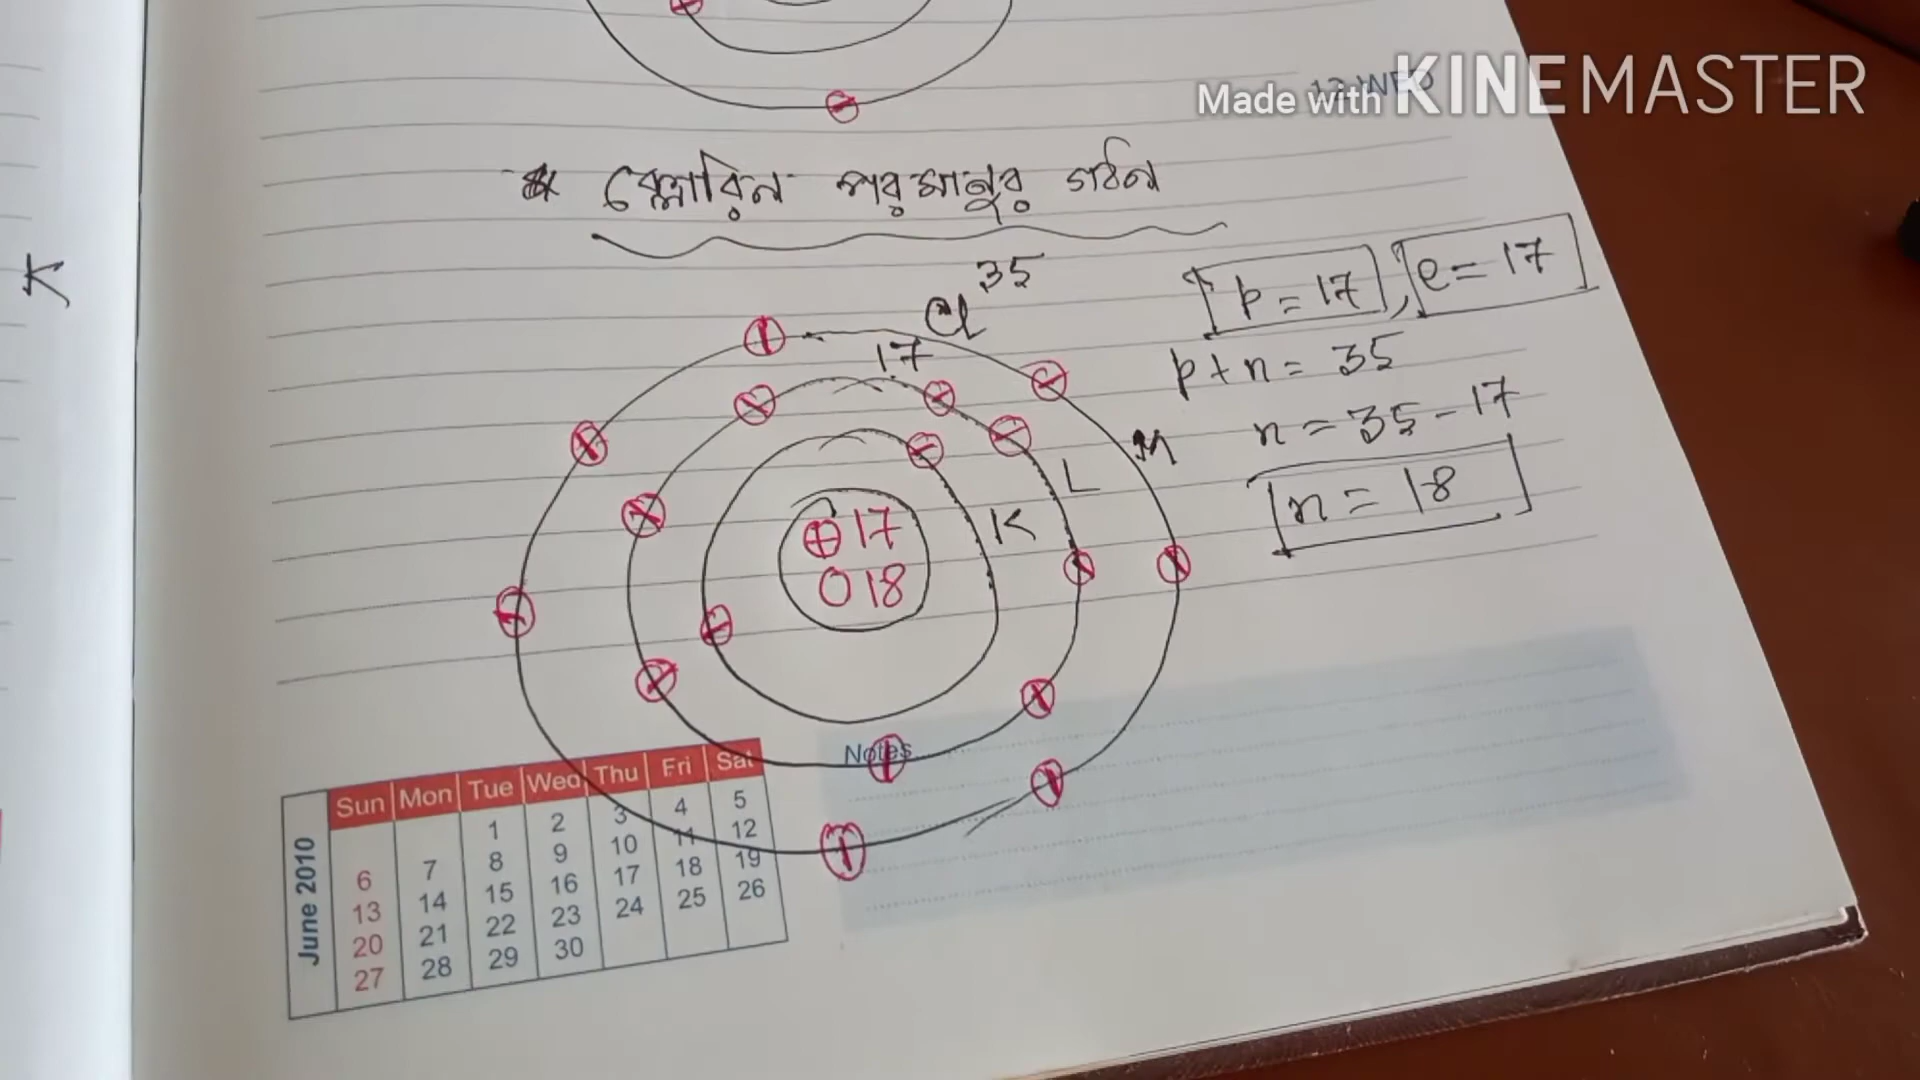 Made with KINEMASTER
12 WED
* ক্লোরিন পরমানুর গঠন
35
Cl
17
p = 17, e = 17
p + n = 35
n = 35 - 17
n = 18
K
M
L
K
⊕ 17
O 18
Notes
June 2010
Sun Mon Tue Wed Thu Fri Sat
1 2 3 4 5
6 7 8 9 10 11 12
13 14 15 16 17 18 19
20 21 22 23 24 25 26
27 28 29 30